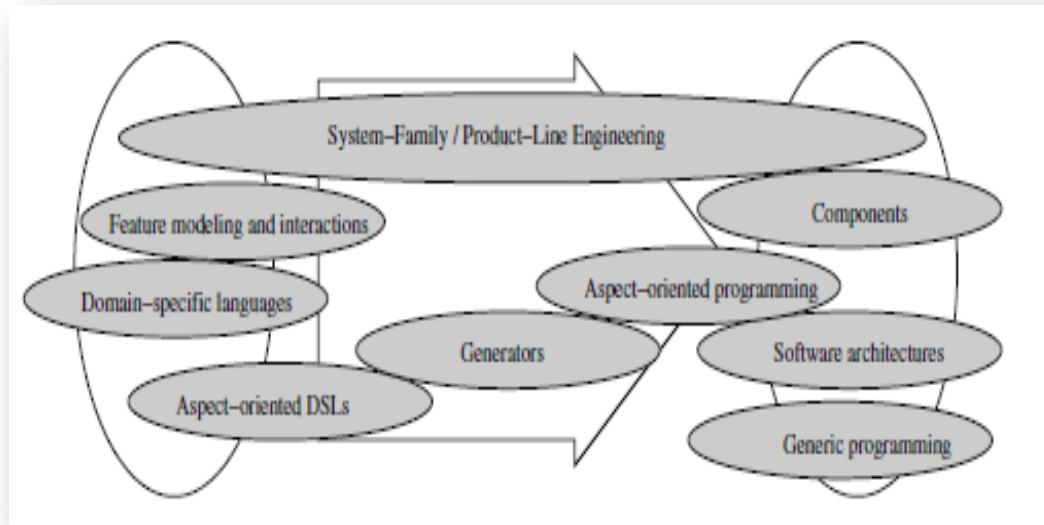 System-Family / Product-Line Engineering
Feature modeling and interactions
Components
Domain-specific languages
Aspect-oriented programming
Generators
Software architectures
Aspect-oriented DSLs
Generic programming